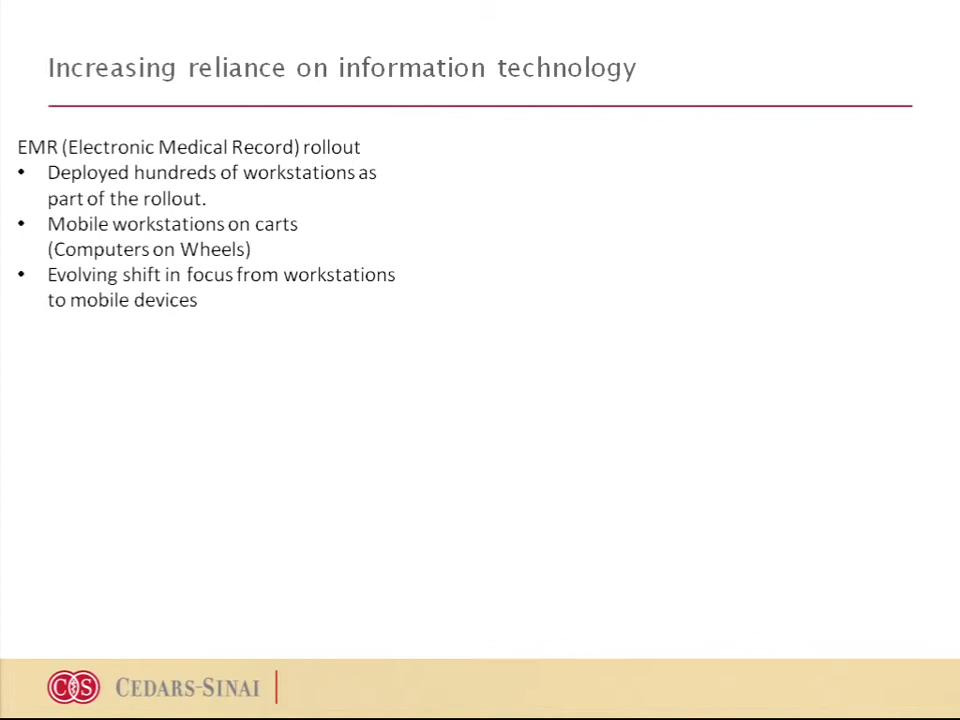 Increasing reliance on information technology
EMR (Electronic Medical Record) rollout
• Deployed hundreds of workstations as
part of the rollout.
• Mobile workstations on carts
(Computers on Wheels)
• Evolving shift in focus from workstations
to mobile devices
CS CEDARS-SINAI